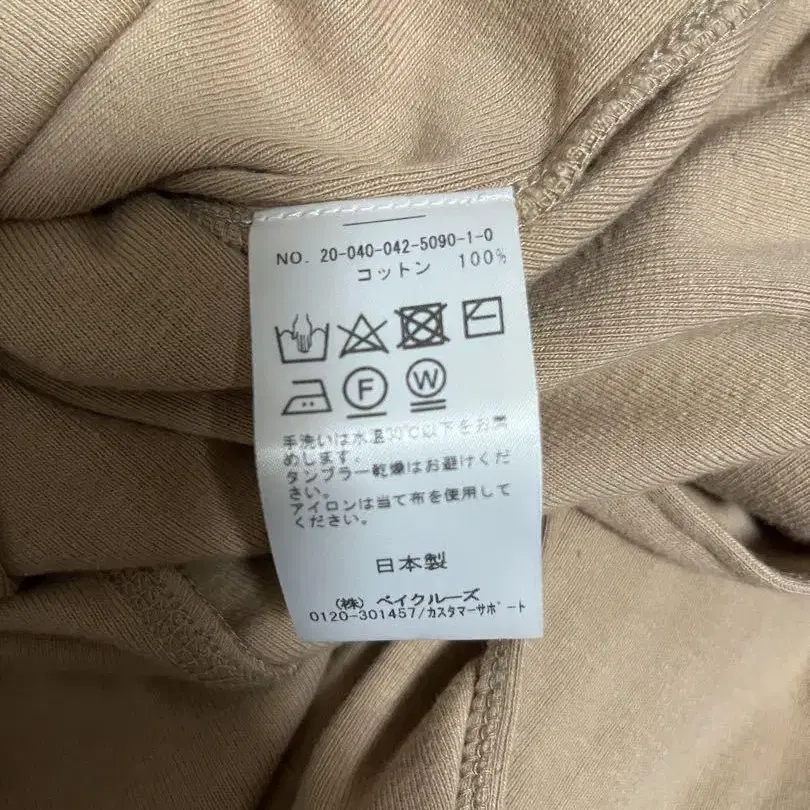 NO. 20-040-042-5090-1-0
コットン 100%
F W
手洗いは水温30℃以下をお薦
めします。
タンブラー乾燥はお避けくだ
さい。
アイロンは当て布を使用して
ください。
日本製
(株) ベイクルーズ
0120-301457/カスタマーサポート